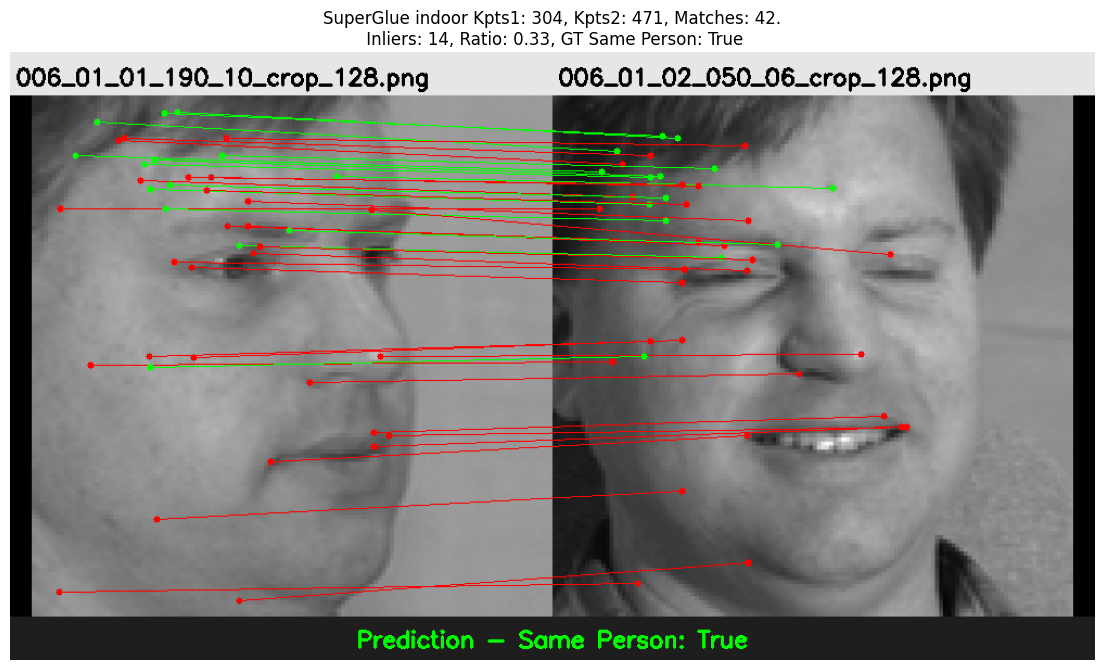 SuperGlue indoor Kpts1: 304, Kpts2: 471, Matches: 42.
Inliers: 14, Ratio: 0.33, GT Same Person: True
006_01_01_190_10_crop_128.png
006_01_02_050_06_crop_128.png
Prediction - Same Person: True